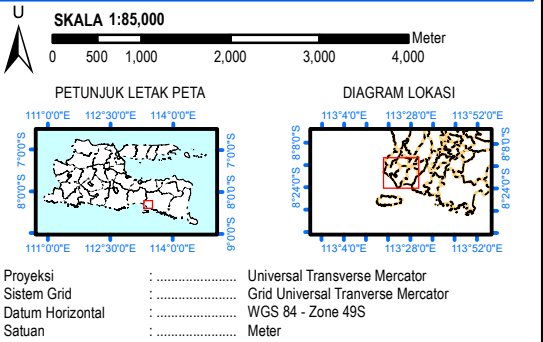 U
SKALA 1:85,000
Meter
0 500 1,000 2,000 3,000 4,000
PETUNJUK LETAK PETA
111°0'0"E 112°30'0"E 114°0'0"E
7°0'0"S
8°0'0"S
7°0'0"S
8°0'0"S
9°0'0"S
111°0'0"E 112°30'0"E 114°0'0"E
DIAGRAM LOKASI
113°4'0"E 113°28'0"E 113°52'0"E
8°8'0"S
8°24'0"S
8°8'0"S
8°24'0"S
113°4'0"E 113°28'0"E 113°52'0"E
Proyeksi : ...................... Universal Transverse Mercator
Sistem Grid : ...................... Grid Universal Tranverse Mercator
Datum Horizontal : ...................... WGS 84 - Zone 49S
Satuan : ...................... Meter